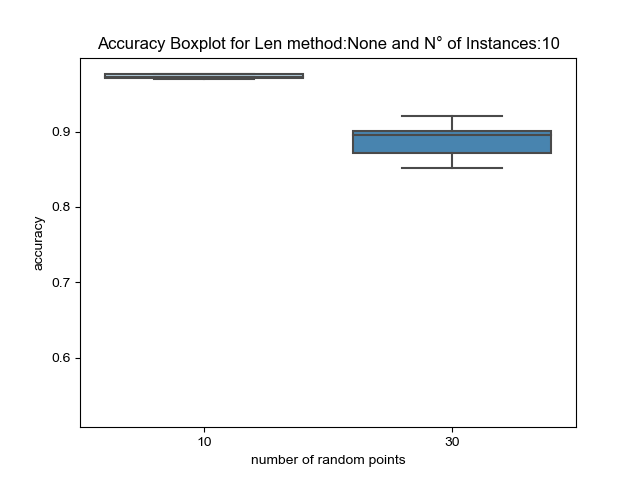 Accuracy Boxplot for Len method:None and N° of Instances:10
accuracy
0.9
0.8
0.7
0.6
10
30
number of random points